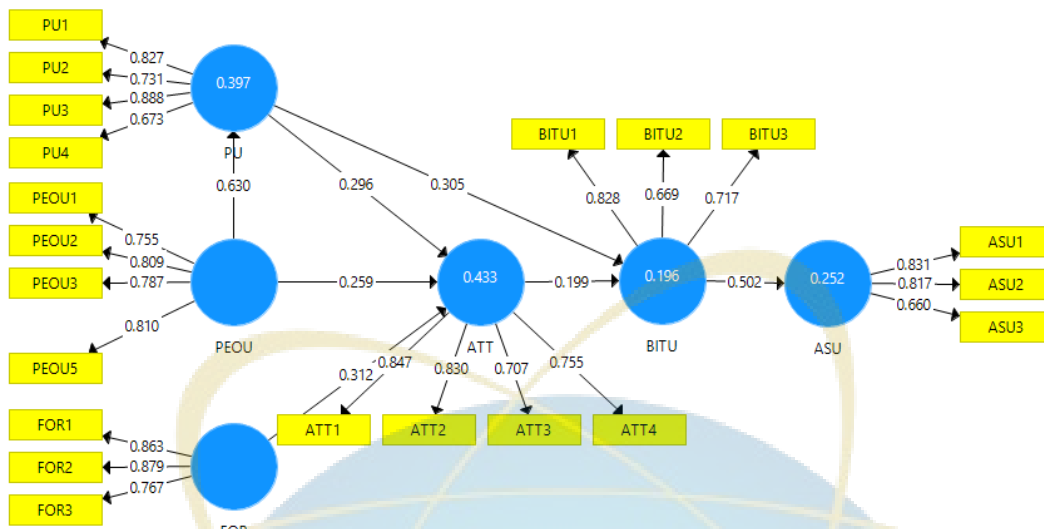 PU1
0.827
PU2
0.731
PU3
0.888
PU4
0.673
0.397
PU
0.630
0.296
0.305
BITU1
BITU2
BITU3
0.828
0.669
0.717
PEOU1
0.755
PEOU2
0.809
PEOU3
0.787
PEOU5
0.810
PEOU
0.259
0.433
ATT
0.199
0.196
BITU
0.502
0.252
ASU
0.831
ASU1
0.817
ASU2
0.660
ASU3
0.312
0.847
0.830
0.707
0.755
ATT1
ATT2
ATT3
ATT4
FOR1
0.863
FOR2
0.879
FOR3
0.767
FOR